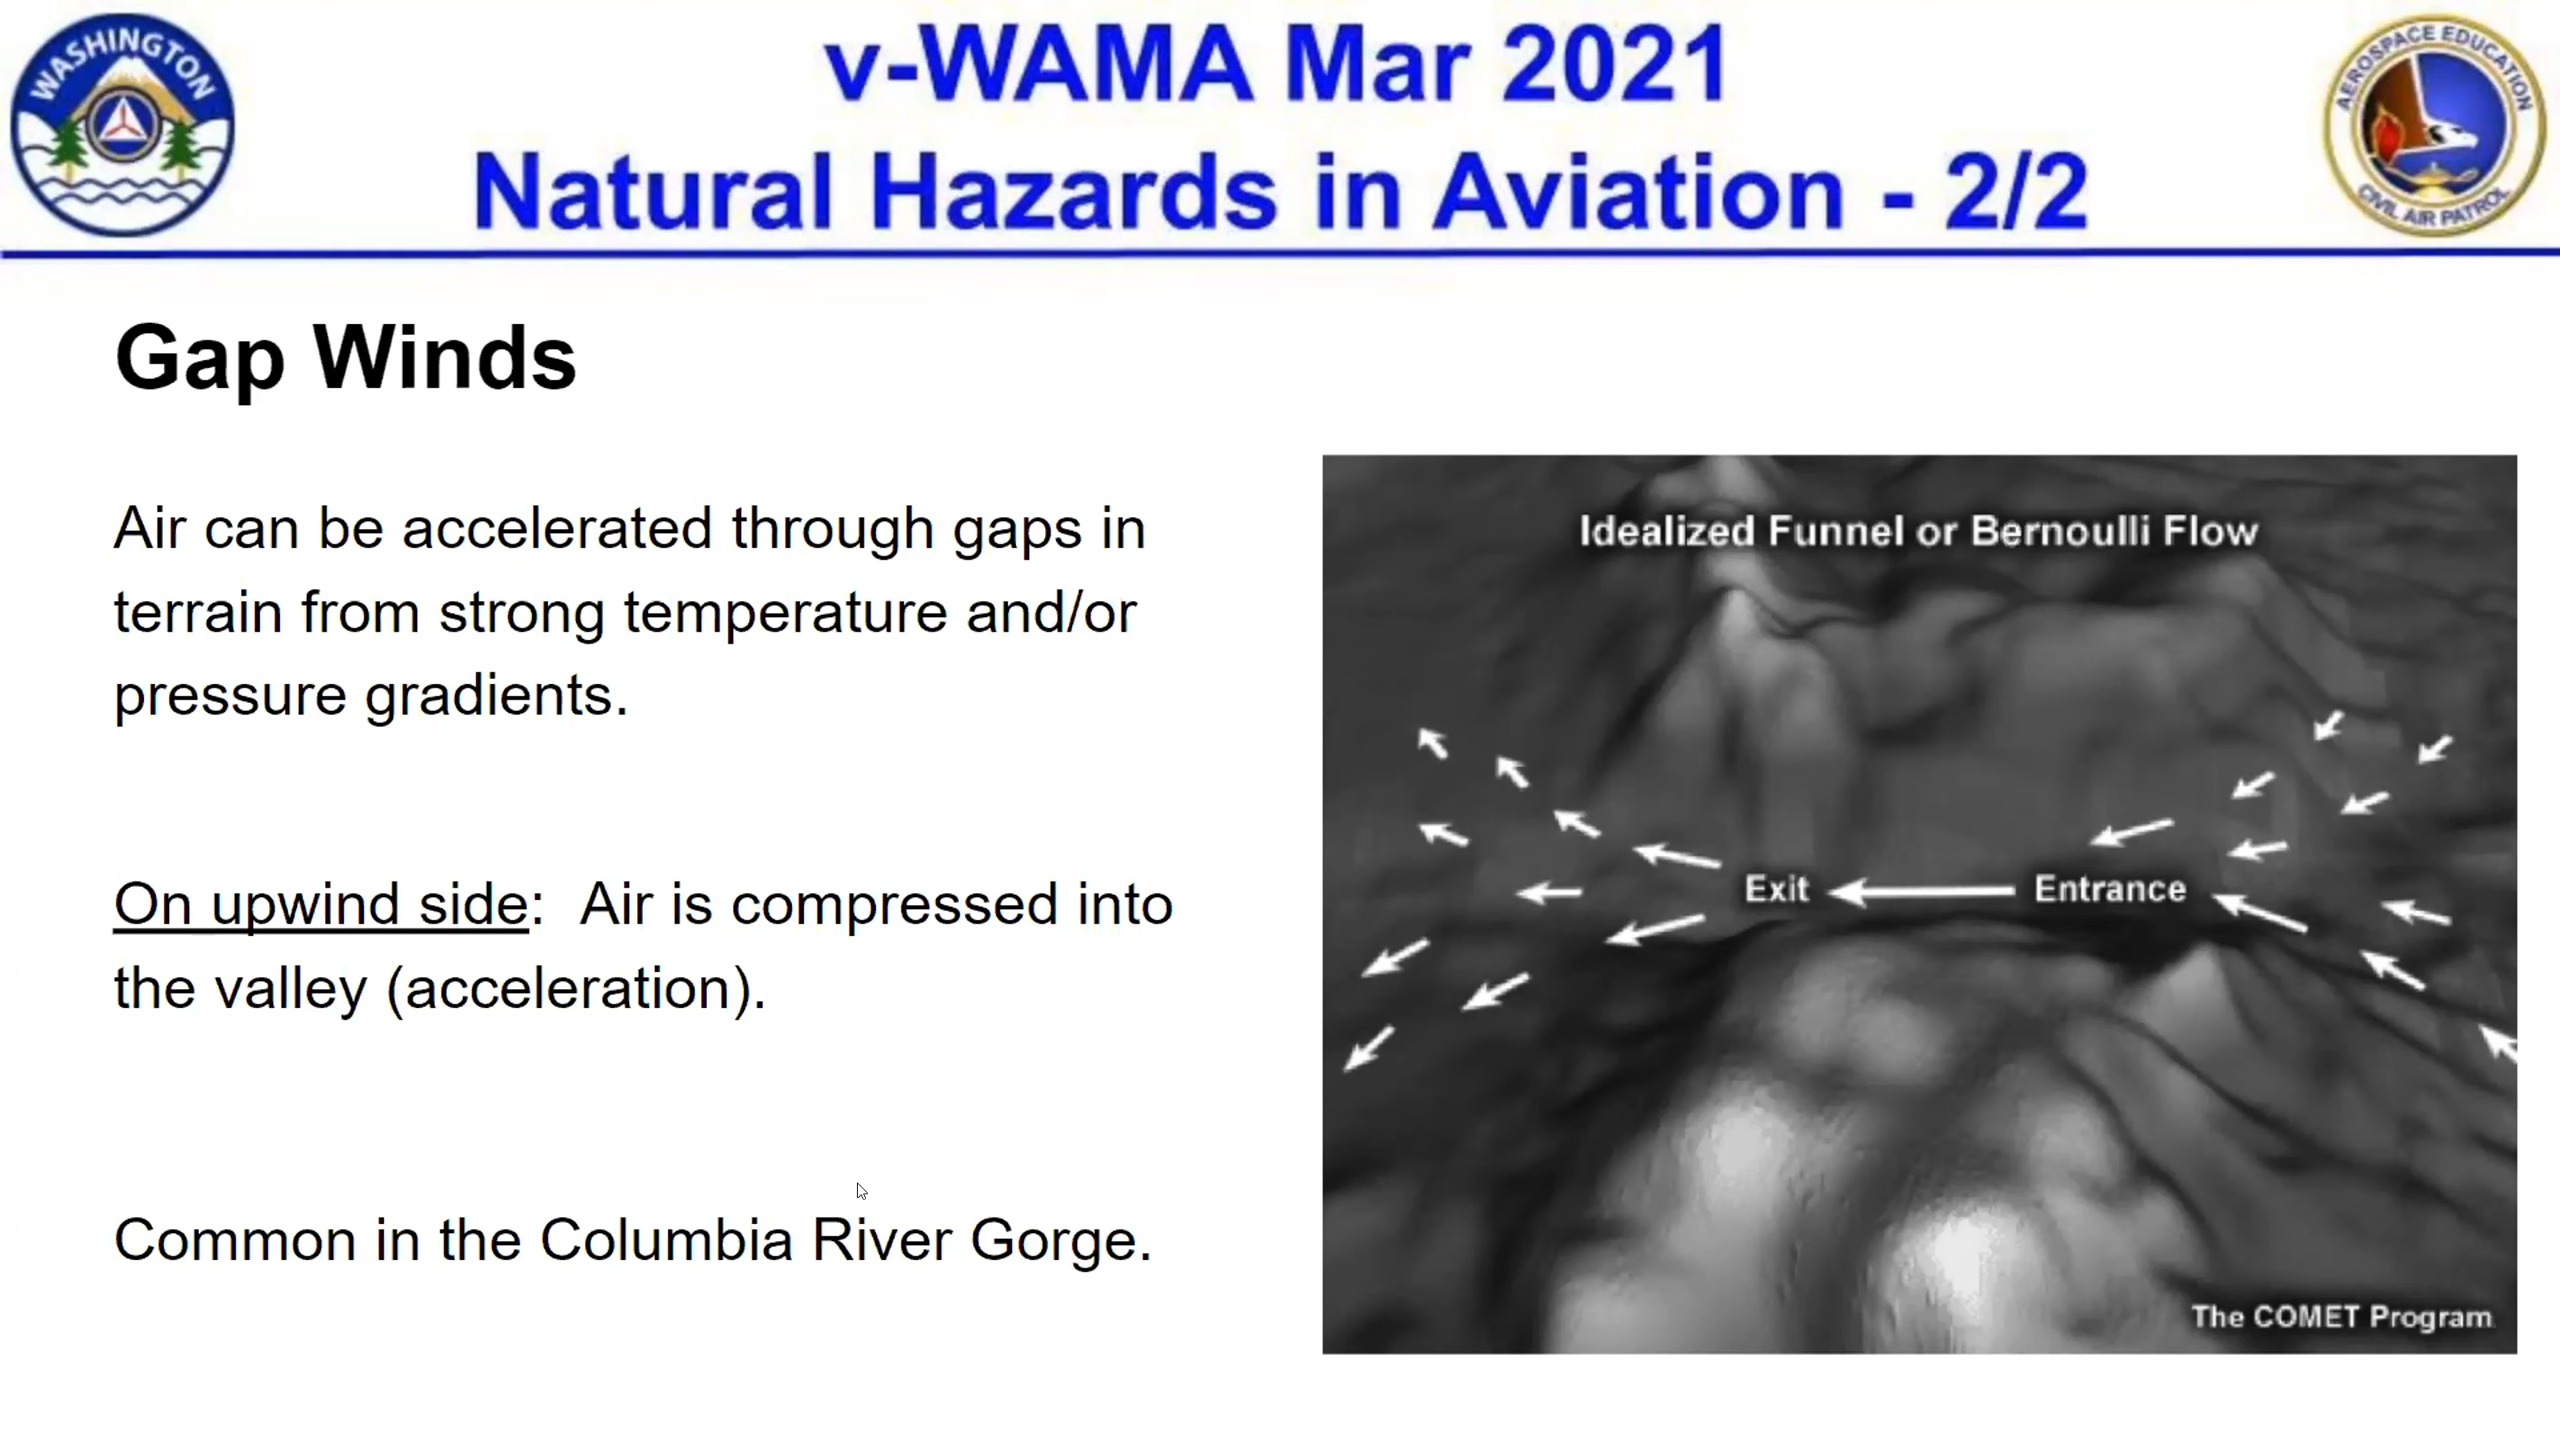 WASHINGTON
v-WAMA Mar 2021
Natural Hazards in Aviation - 2/2
AEROSPACE EDUCATION
CIVIL AIR PATROL
Gap Winds
Air can be accelerated through gaps in
terrain from strong temperature and/or
pressure gradients.
On upwind side: Air is compressed into
the valley (acceleration).
Common in the Columbia River Gorge.
Idealized Funnel or Bernoulli Flow
Exit
Entrance
The COMET Program